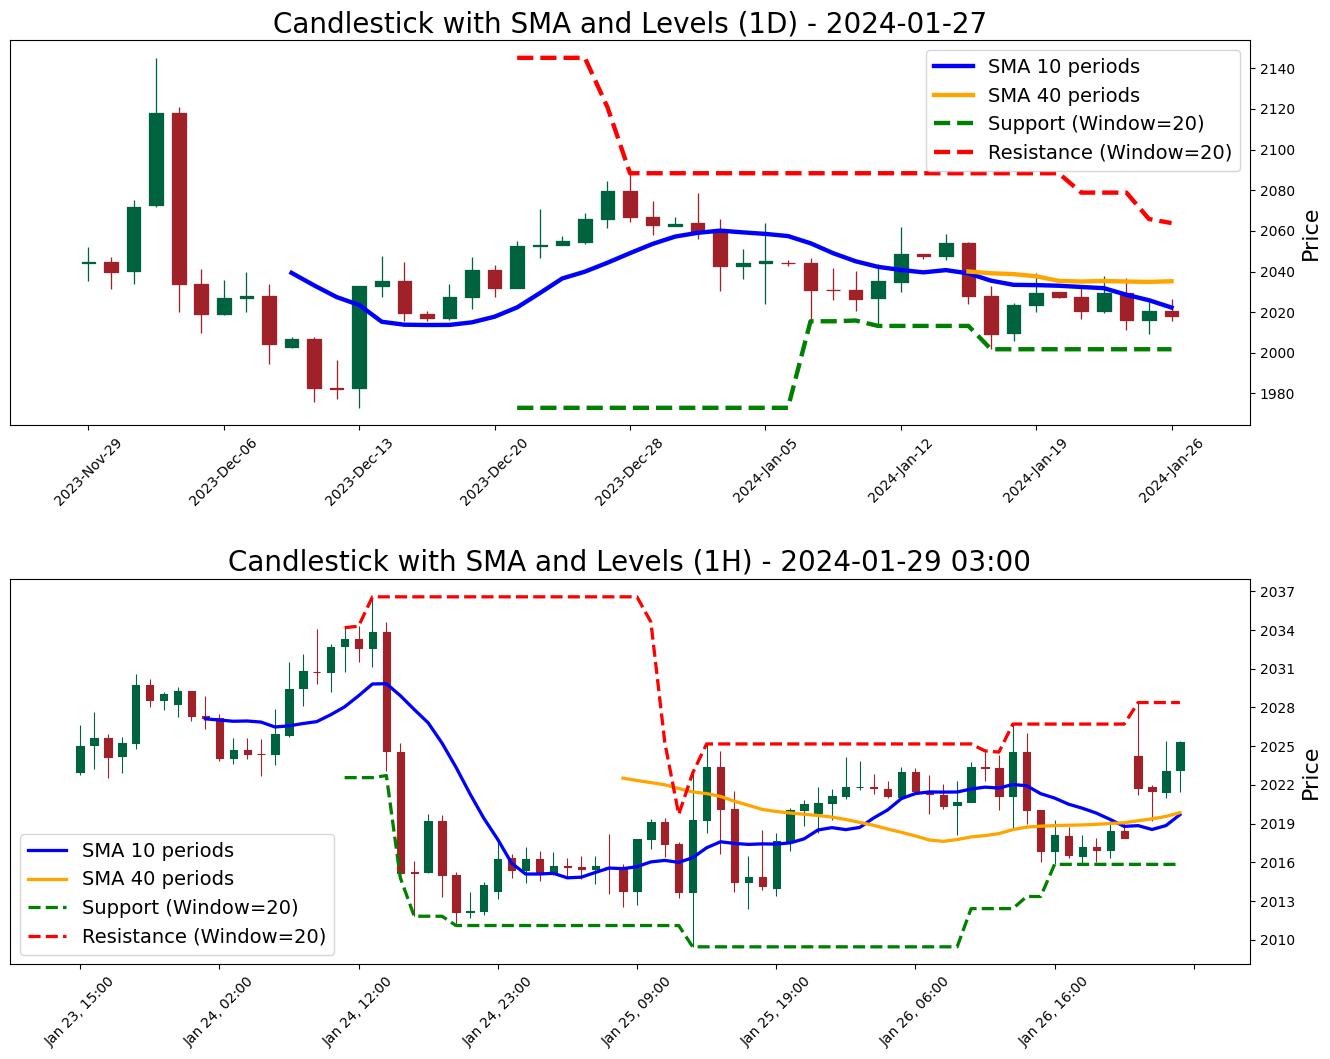 Candlestick with SMA and Levels (1D) - 2024-01-27
SMA 10 periods
SMA 40 periods
Support (Window=20)
Resistance (Window=20)
2140
2120
2100
2080
2060
2040
2020
2000
1980
Price
2023-Nov-29
2023-Dec-06
2023-Dec-13
2023-Dec-20
2023-Dec-28
2024-Jan-05
2024-Jan-12
2024-Jan-19
2024-Jan-26
Candlestick with SMA and Levels (1H) - 2024-01-29 03:00
2037
2034
2031
2028
2025
2022
2019
2016
2013
2010
Price
SMA 10 periods
SMA 40 periods
Support (Window=20)
Resistance (Window=20)
Jan 23, 15:00
Jan 24, 02:00
Jan 24, 12:00
Jan 24, 23:00
Jan 25, 09:00
Jan 25, 19:00
Jan 26, 06:00
Jan 26, 16:00